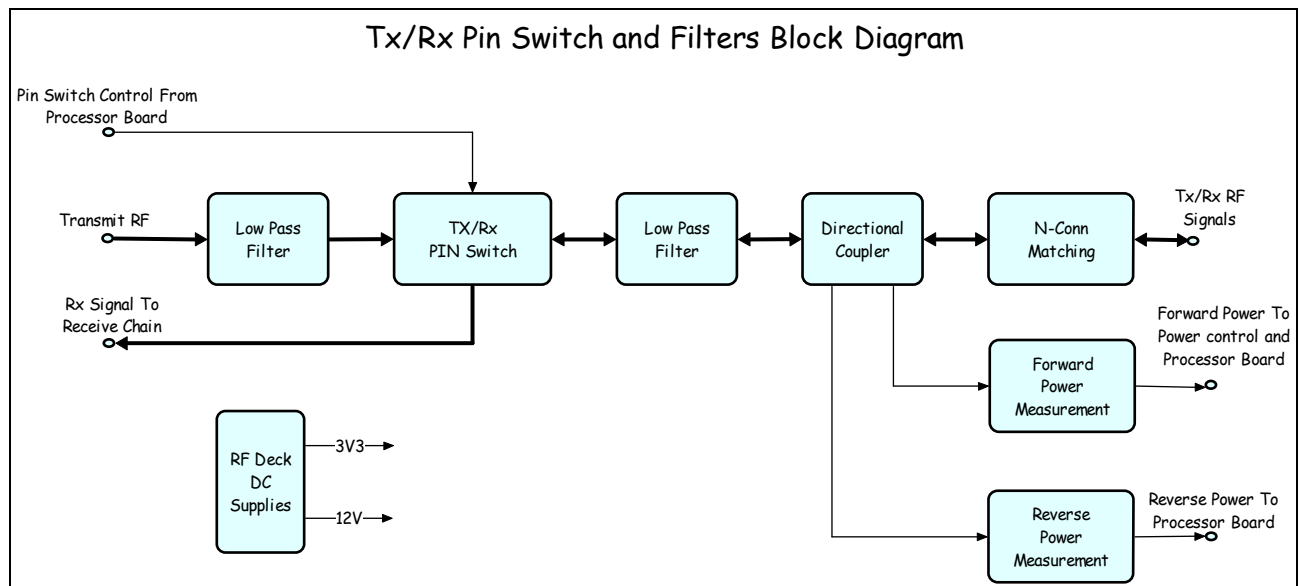 Tx/Rx Pin Switch and Filters Block Diagram
Pin Switch Control From
Processor Board
Transmit RF
Low Pass
Filter
TX/Rx
PIN Switch
Low Pass
Filter
Directional
Coupler
N-Conn
Matching
Tx/Rx RF
Signals
Rx Signal To
Receive Chain
Forward
Power
Measurement
Forward Power To
Power control and
Processor Board
RF Deck
DC
Supplies
3V3
12V
Reverse
Power
Measurement
Reverse Power To
Processor Board